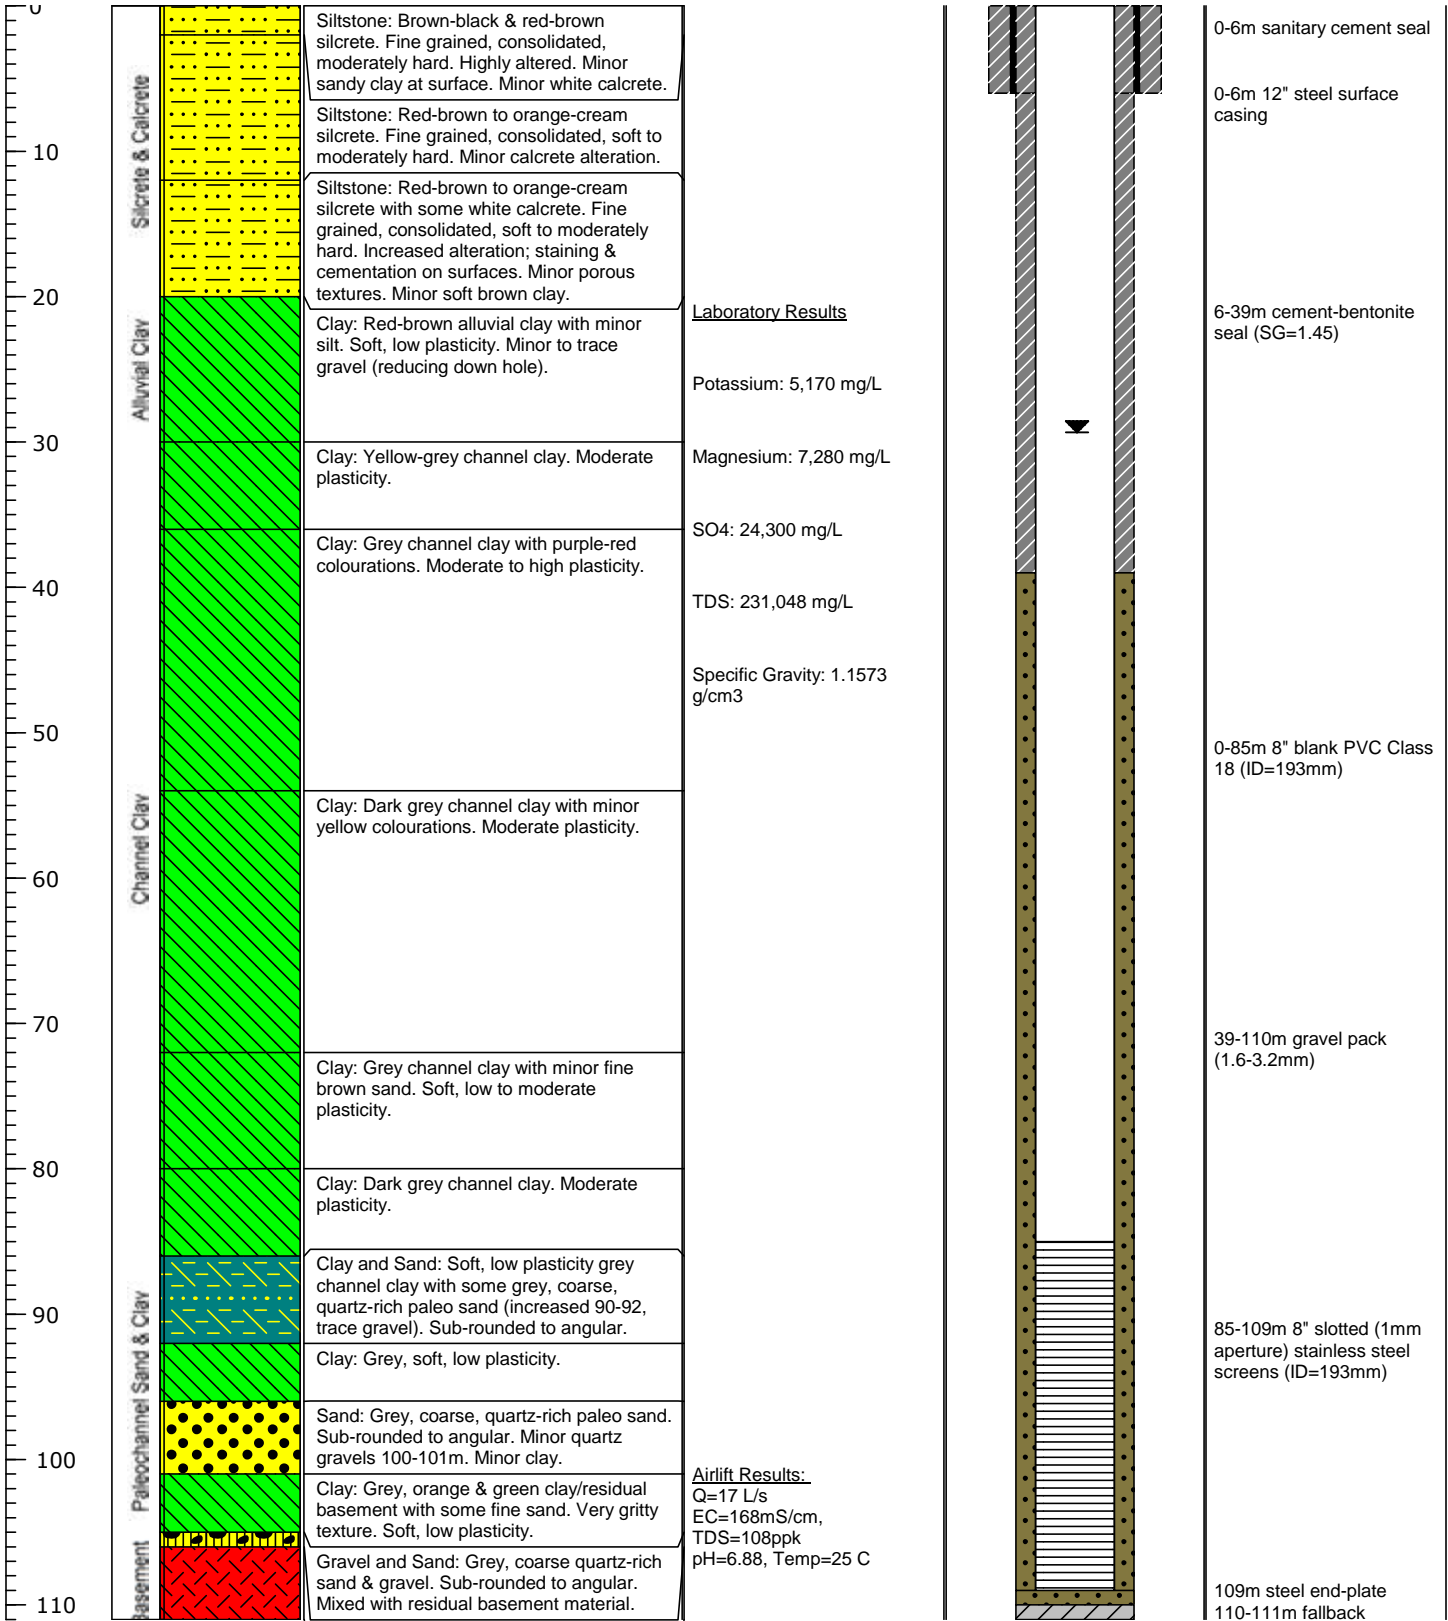 0
10
20
30
40
50
60
70
80
90
100
110
Silcrete & Calcrete
Alluvial Clay
Channel Clay
Paleochannel Sand & Clay
Basement
Siltstone: Brown-black & red-brown
silcrete. Fine grained, consolidated,
moderately hard. Highly altered. Minor
sandy clay at surface. Minor white calcrete.
Siltstone: Red-brown to orange-cream
silcrete. Fine grained, consolidated, soft to
moderately hard. Minor calcrete alteration.
Siltstone: Red-brown to orange-cream
silcrete with some white calcrete. Fine
grained, consolidated, soft to moderately
hard. Increased alteration; staining &
cementation on surfaces. Minor porous
textures. Minor soft brown clay.
Clay: Red-brown alluvial clay with minor
silt. Soft, low plasticity. Minor to trace
gravel (reducing down hole).
Clay: Yellow-grey channel clay. Moderate
plasticity.
Clay: Grey channel clay with purple-red
colourations. Moderate to high plasticity.
Clay: Dark grey channel clay with minor
yellow colourations. Moderate plasticity.
Clay: Grey channel clay with minor fine
brown sand. Soft, low to moderate
plasticity.
Clay: Dark grey channel clay. Moderate
plasticity.
Clay and Sand: Soft, low plasticity grey
channel clay with some grey, coarse,
quartz-rich paleo sand (increased 90-92,
trace gravel). Sub-rounded to angular.
Clay: Grey, soft, low plasticity.
Sand: Grey, coarse, quartz-rich paleo sand.
Sub-rounded to angular. Minor quartz
gravels 100-101m. Minor clay.
Clay: Grey, orange & green clay/residual
basement with some fine sand. Very gritty
texture. Soft, low plasticity.
Gravel and Sand: Grey, coarse quartz-rich
sand & gravel. Sub-rounded to angular.
Mixed with residual basement material.
Laboratory Results
Potassium: 5,170 mg/L
Magnesium: 7,280 mg/L
SO4: 24,300 mg/L
TDS: 231,048 mg/L
Specific Gravity: 1.1573
g/cm3
Airlift Results:
Q=17 L/s
EC=168mS/cm,
TDS=108ppk
pH=6.88, Temp=25 C
0-6m sanitary cement seal
0-6m 12" steel surface
casing
6-39m cement-bentonite
seal (SG=1.45)
0-85m 8" blank PVC Class
18 (ID=193mm)
39-110m gravel pack
(1.6-3.2mm)
85-109m 8" slotted (1mm
aperture) stainless steel
screens (ID=193mm)
109m steel end-plate
110-111m fallback